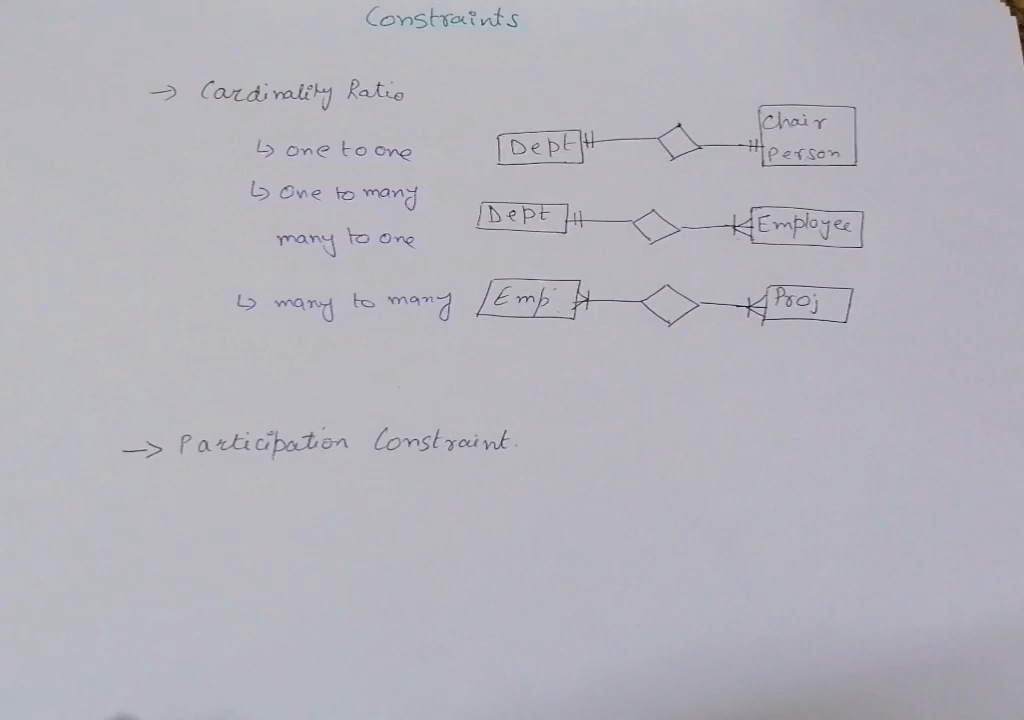 Constraints
→ Cardinality Ratio
↳ one to one
Dept
Chair
person
↳ one to many
Dept
Employee
many to one
↳ many to many
Emp.
Proj
→ Participation Constraint.